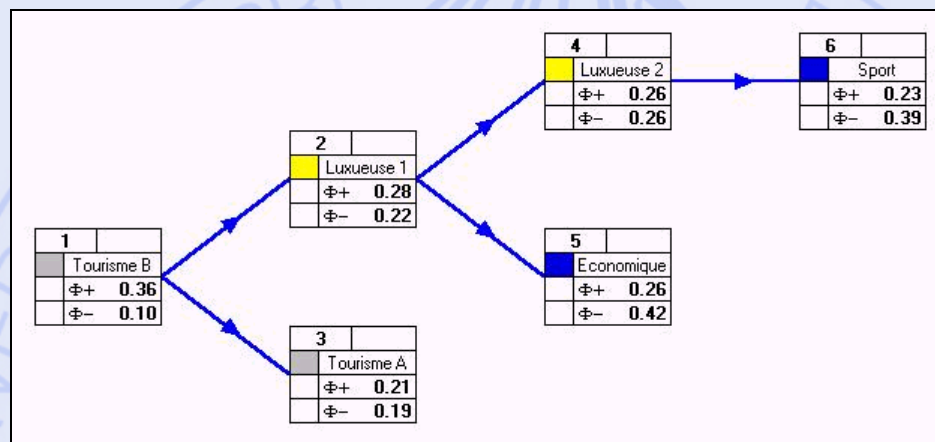 1
Tourisme B
Φ+ 0.36
Φ- 0.10
2
Luxueuse 1
Φ+ 0.28
Φ- 0.22
3
Tourisme A
Φ+ 0.21
Φ- 0.19
4
Luxueuse 2
Φ+ 0.26
Φ- 0.26
5
Economique
Φ+ 0.26
Φ- 0.42
6
Sport
Φ+ 0.23
Φ- 0.39